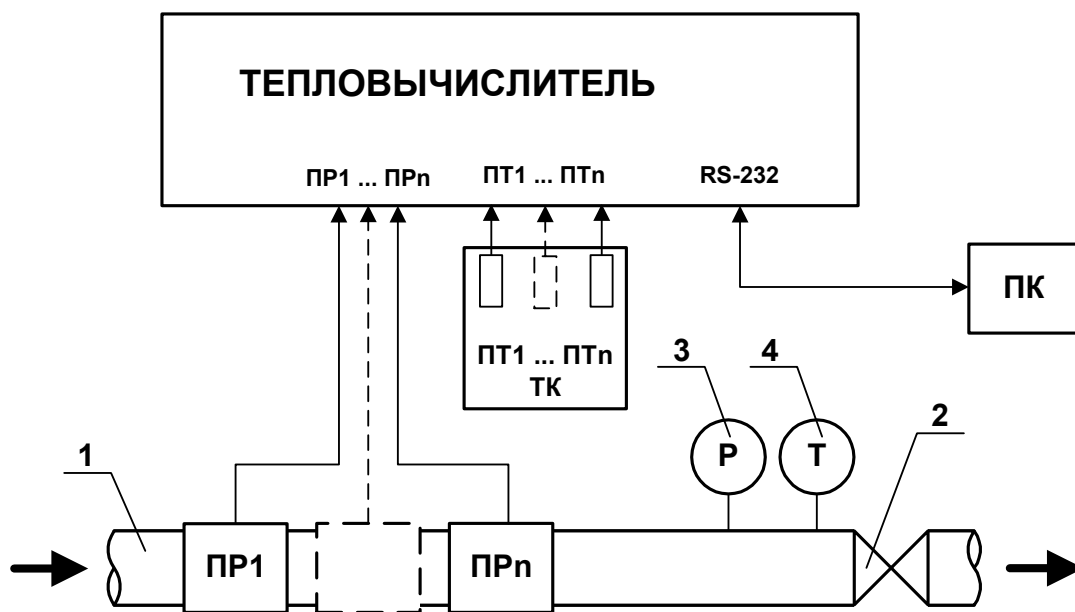 ТЕПЛОВЫЧИСЛИТЕЛЬ
ПР1 ... ПРn ПТ1 ... ПТn RS-232
ПК
ПТ1 ... ПТn
ТК
3 4
2
1
P T
ПР1 ПРn